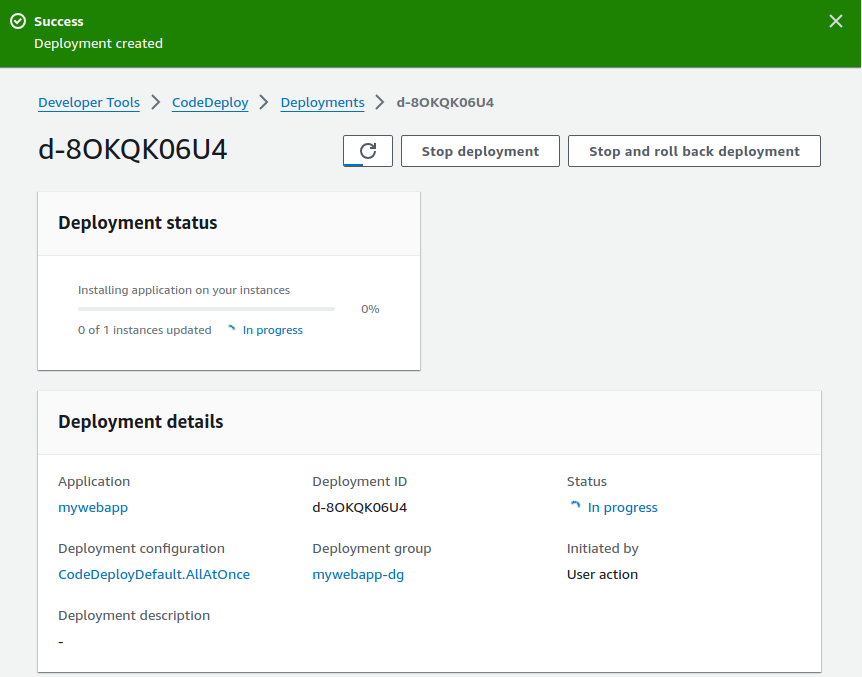 Success
Deployment created
Developer Tools > CodeDeploy > Deployments > d-8OKQK06U4
d-8OKQK06U4
Stop deployment
Stop and roll back deployment
Deployment status
Installing application on your instances
0%
0 of 1 instances updated In progress
Deployment details
Application Deployment ID Status
mywebapp d-8OKQK06U4 In progress
Deployment configuration Deployment group Initiated by
CodeDeployDefault.AllAtOnce mywebapp-dg User action
Deployment description
-